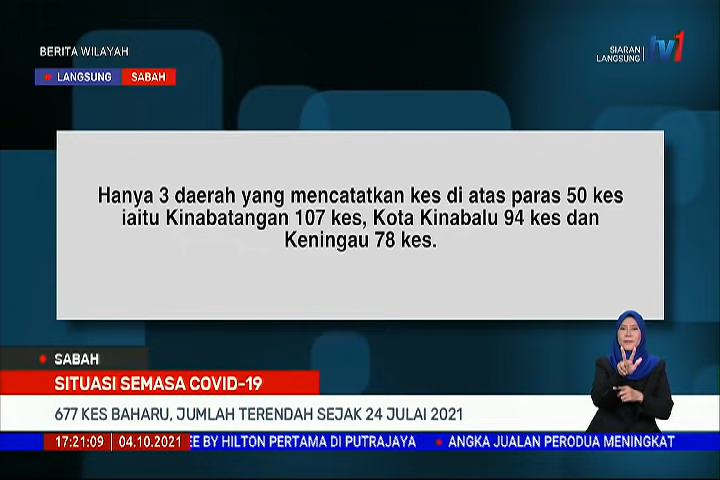 BERITA WILAYAH
LANGSUNG SABAH
SIARAN
LANGSUNG
tv1
Hanya 3 daerah yang mencatatkan kes di atas paras 50 kes
iaitu Kinabatangan 107 kes, Kota Kinabalu 94 kes dan
Keningau 78 kes.
SABAH
SITUASI SEMASA COVID-19
677 KES BAHARU, JUMLAH TERENDAH SEJAK 24 JULAI 2021
17:21:09 04.10.2021 EE BY HILTON PERTAMA DI PUTRAJAYA ANGKA JUALAN PERODUA MENINGKAT